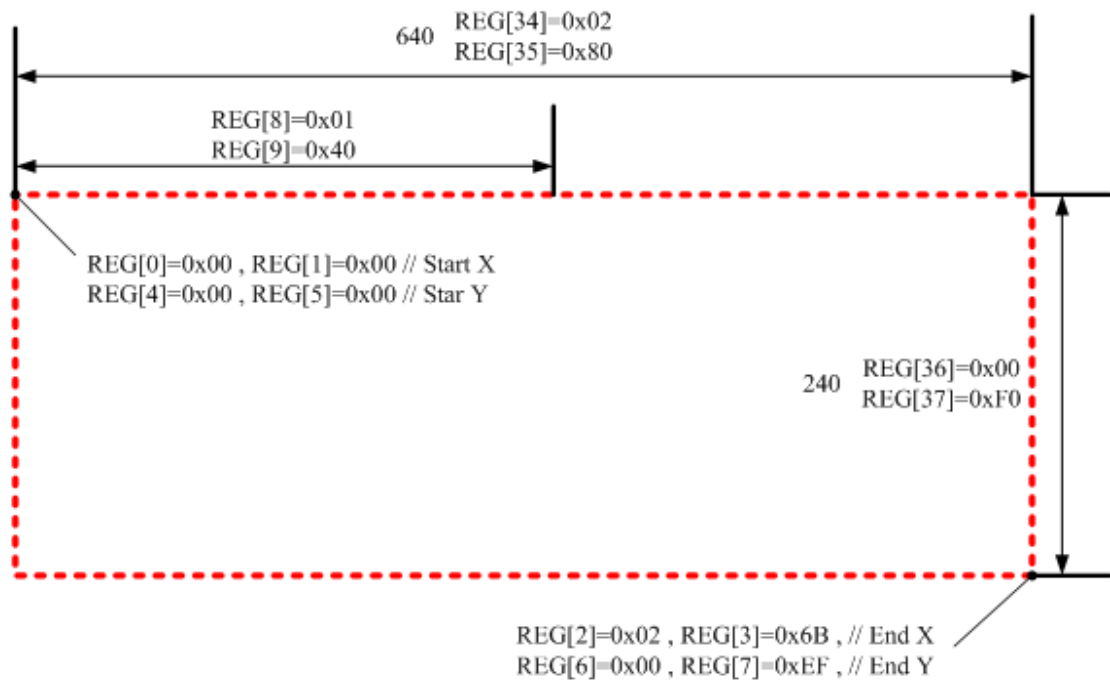 640
REG[34]=0x02
REG[35]=0x80
REG[8]=0x01
REG[9]=0x40
REG[0]=0x00 , REG[1]=0x00 // Start X
REG[4]=0x00 , REG[5]=0x00 // Star Y
240
REG[36]=0x00
REG[37]=0xF0
REG[2]=0x02 , REG[3]=0x6B , // End X
REG[6]=0x00 , REG[7]=0xEF , // End Y